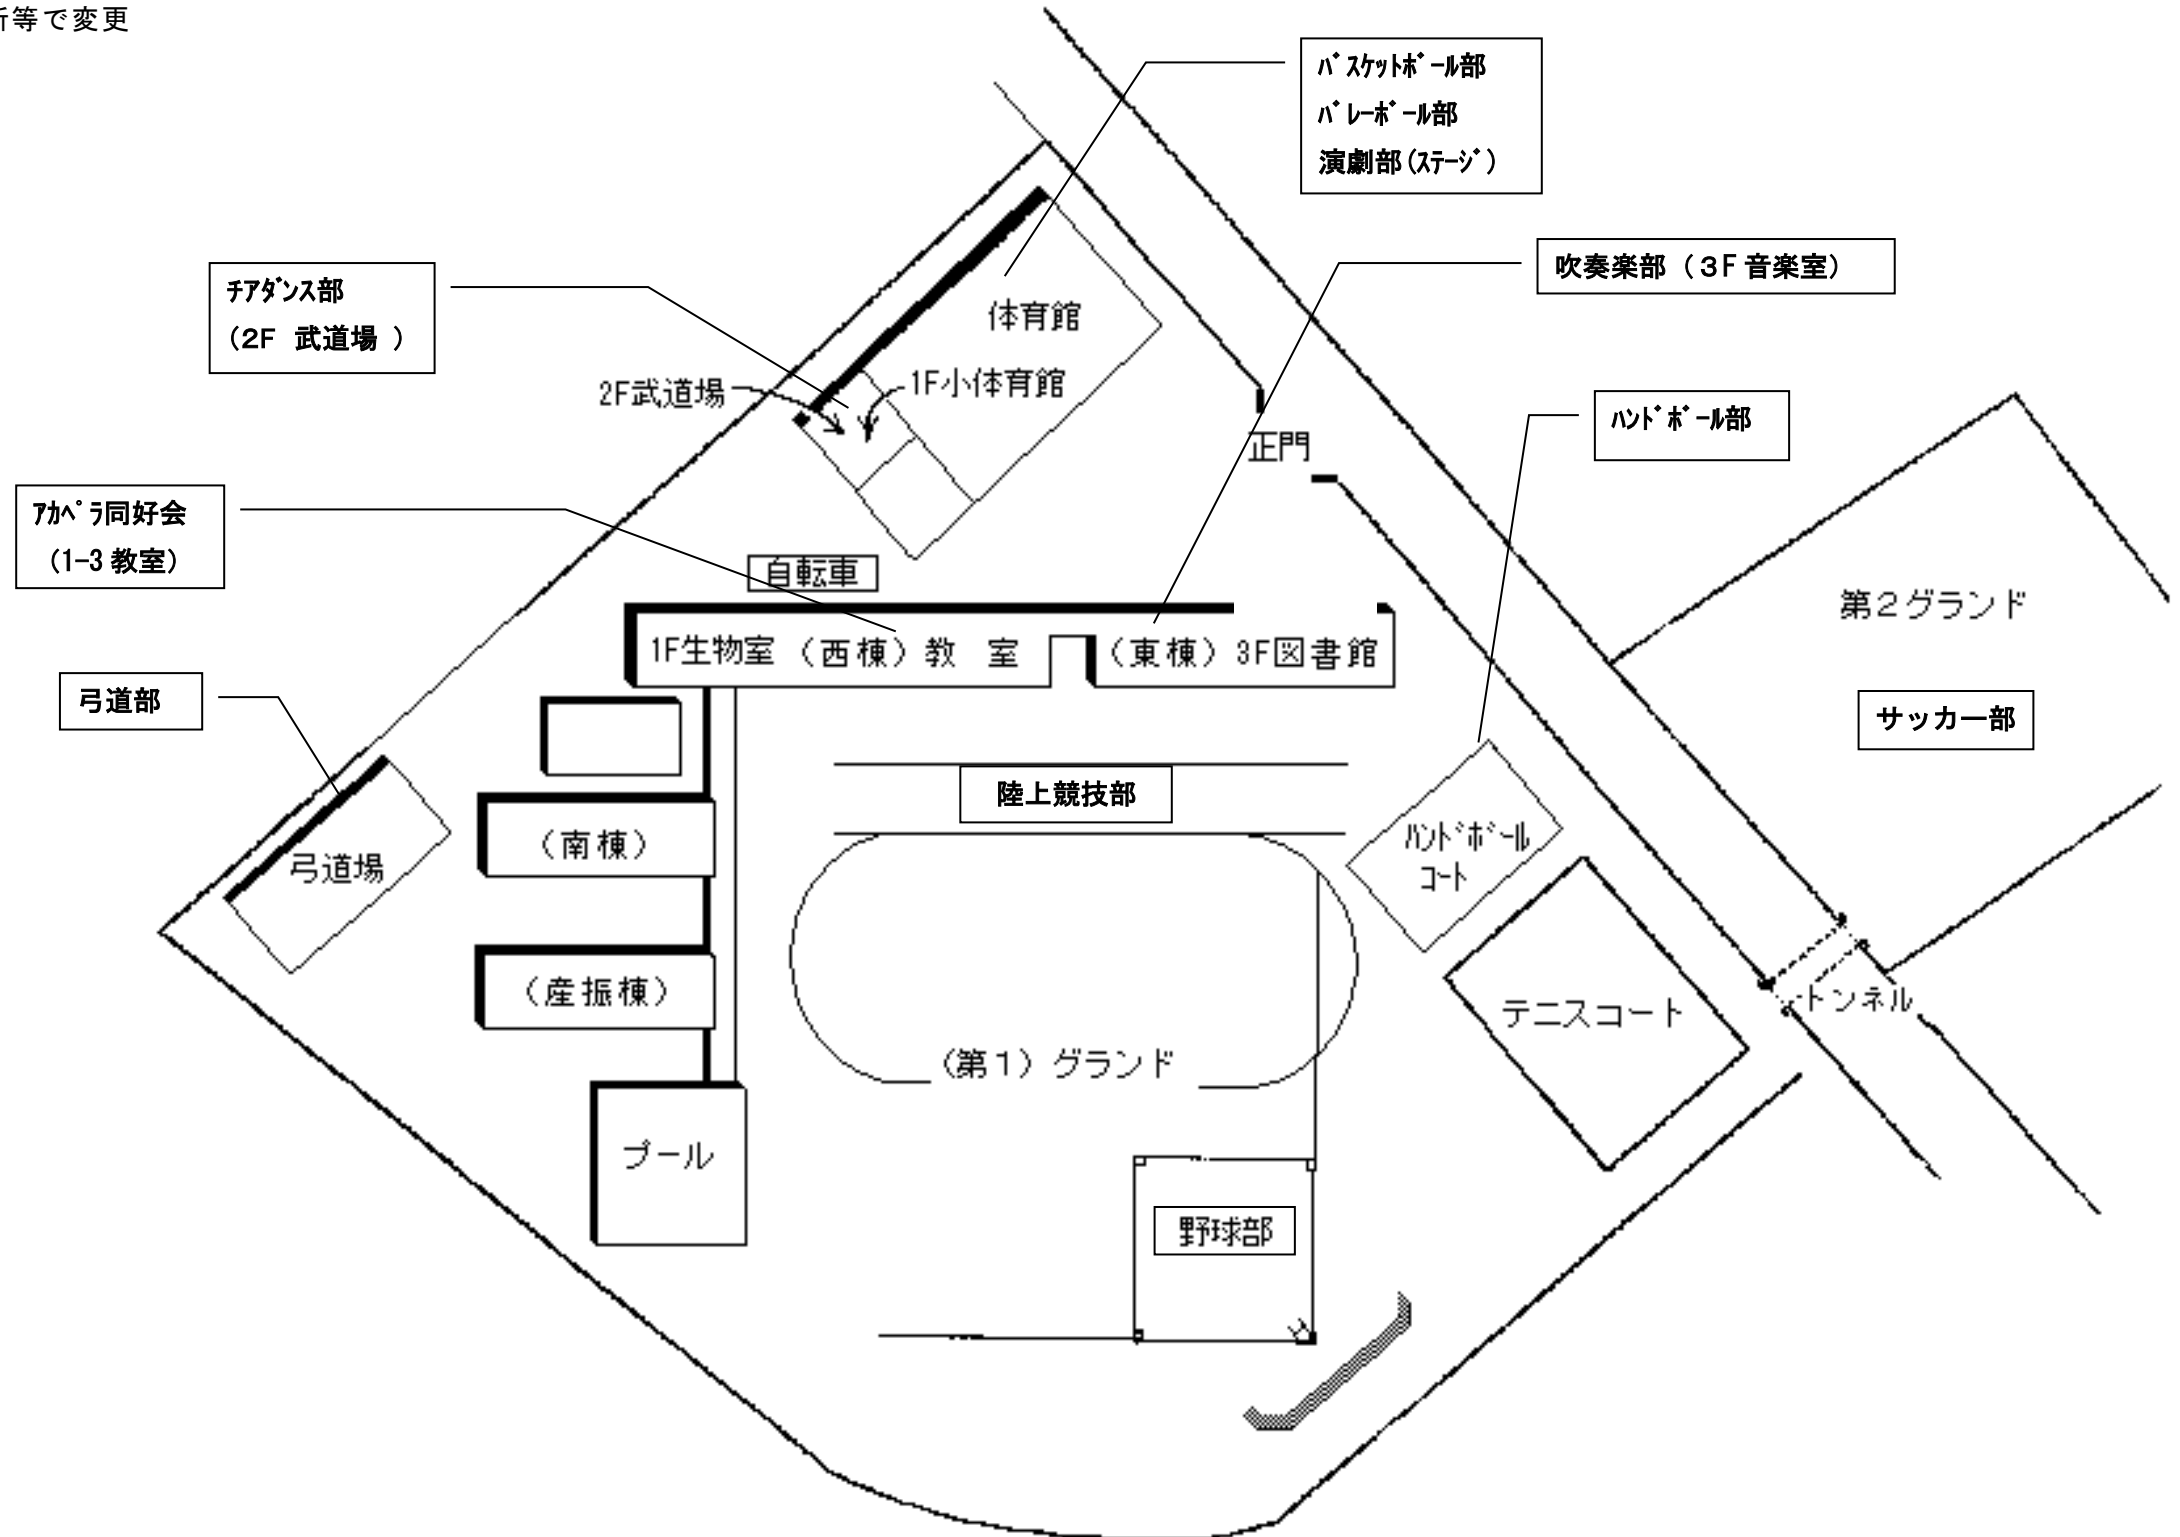 所等で変更
ﾊﾞｽｹｯﾄﾎﾞｰﾙ部
ﾊﾞﾚｰﾎﾞｰﾙ部
演劇部(ｽﾃｰｼﾞ)
吹奏楽部（３Ｆ音楽室）
ﾁｱﾀﾞﾝｽ部
（２Ｆ 武道場 ）
体育館
2F武道場
1F小体育館
正門
ﾊﾝﾄﾞﾎﾞｰﾙ部
ｱｶﾍﾟﾗ同好会
（1-3 教室）
自転車
第２グランド
1F生物室（西棟）教 室
（東棟）3F図書館
弓道部
サッカー部
陸上競技部
（南棟）
弓道場
ﾊﾝﾄﾞﾎﾞｰﾙ
ｺｰﾄ
（産振棟）
テニスコート
トンネル
（第１）グランド
プール
野球部